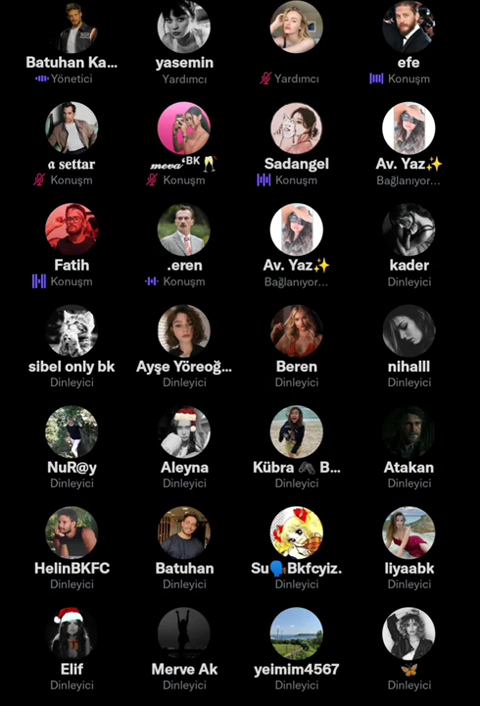 Batuhan Ka... yasemin efe
Yönetici Yardımcı Yardımcı Konuşm
a settar meva‘BK 🥂 Sadangel Av. Yaz✨
Konuşm Konuşm Konuşm Bağlanıyor...
Fatih .eren Av. Yaz✨ kader
Konuşm Konuşm Bağlanıyor... Dinleyici
sibel only bk Ayşe Yöreoğ... Beren nihalll
Dinleyici Dinleyici Dinleyici Dinleyici
NuR@y Aleyna Kübra 🎮 B... Atakan
Dinleyici Dinleyici Dinleyici Dinleyici
HelinBKFC Batuhan Su🗣️Bkfcyiz. liyaabk
Dinleyici Dinleyici Dinleyici Dinleyici
Elif Merve Ak yeimim4567 🦋
Dinleyici Dinleyici Dinleyici Dinleyici